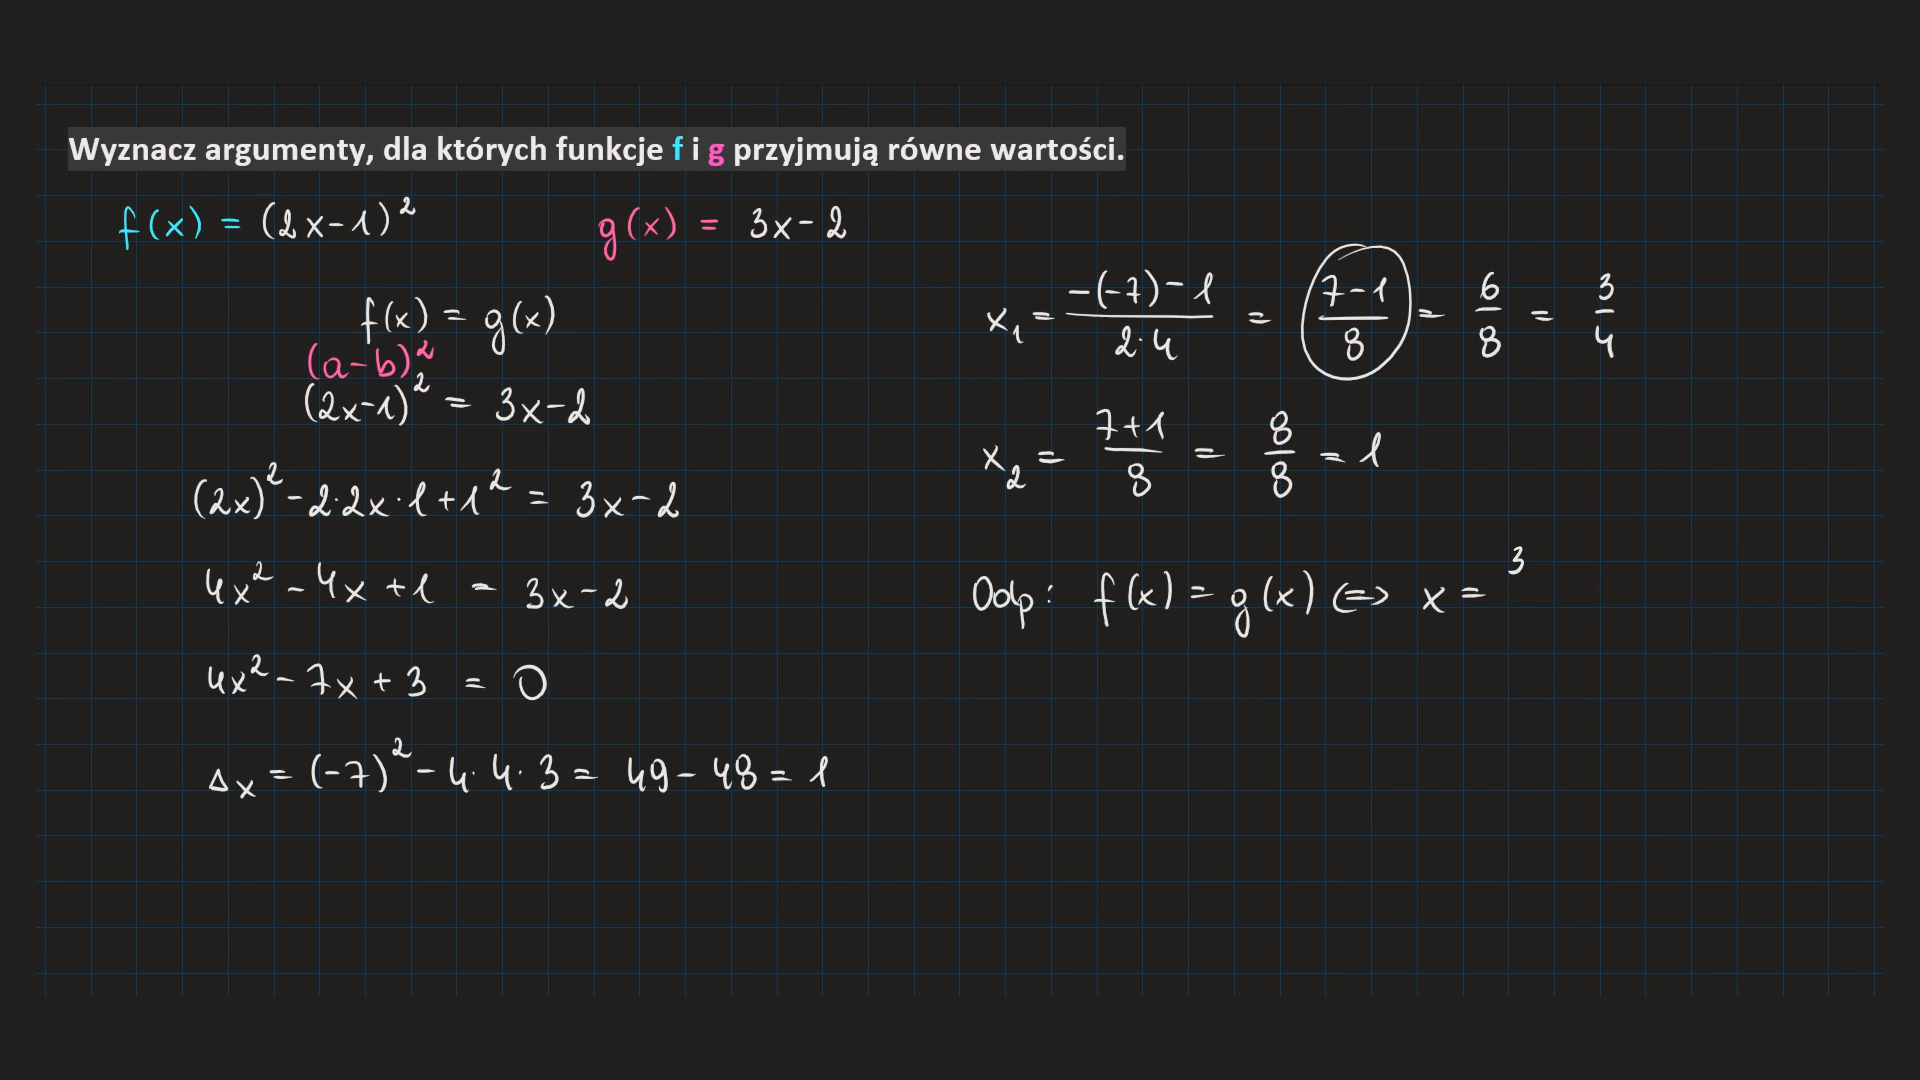 Wyznacz argumenty, dla których funkcje f i g przyjmują równe wartości.
f(x) = (2x-1)² g(x) = 3x-2
f(x) = g(x)
(a-b)²
(2x-1)² = 3x-2
(2x)² - 2·2x·1 + 1² = 3x-2
4x² - 4x + 1 = 3x-2
4x² - 7x + 3 = 0
Δx = (-7)² - 4·4·3 = 49 - 48 = 1
x₁ = (-(-7)-1)/(2·4) = (7-1)/8 = 6/8 = 3/4
x₂ = (7+1)/8 = 8/8 = 1
Odp: f(x) = g(x) ⇔ x = 3